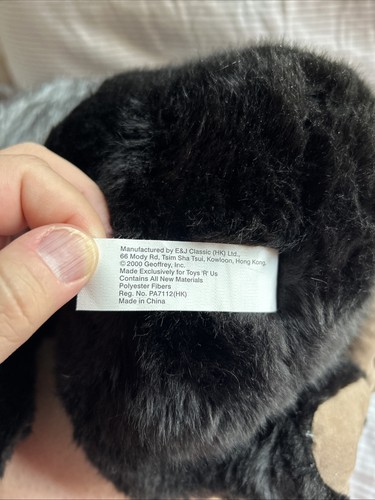 Manufactured by E&J Classic (HK) Ltd.,
66 Mody Rd, Tsim Sha Tsui, Kowloon, Hong Kong.
©2000 Geoffrey, Inc.
Made Exclusively for Toys 'R' Us
Contains All New Materials
Polyester Fibers
Reg. No. PA7112(HK)
Made in China